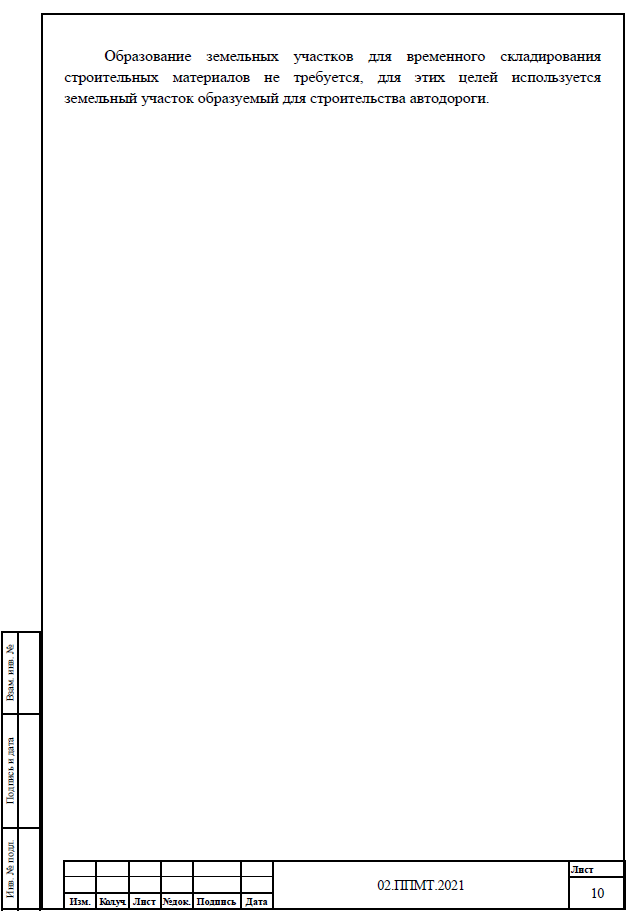 Образование земельных участков для временного складирования
строительных материалов не требуется, для этих целей используется
земельный участок образуемый для строительства автодороги.
Взам. инв. №
Подпись и дата
Инв. № подл.
02.ППМТ.2021
Лист
10
Изм. Колуч Лист №док. Подпись Дата